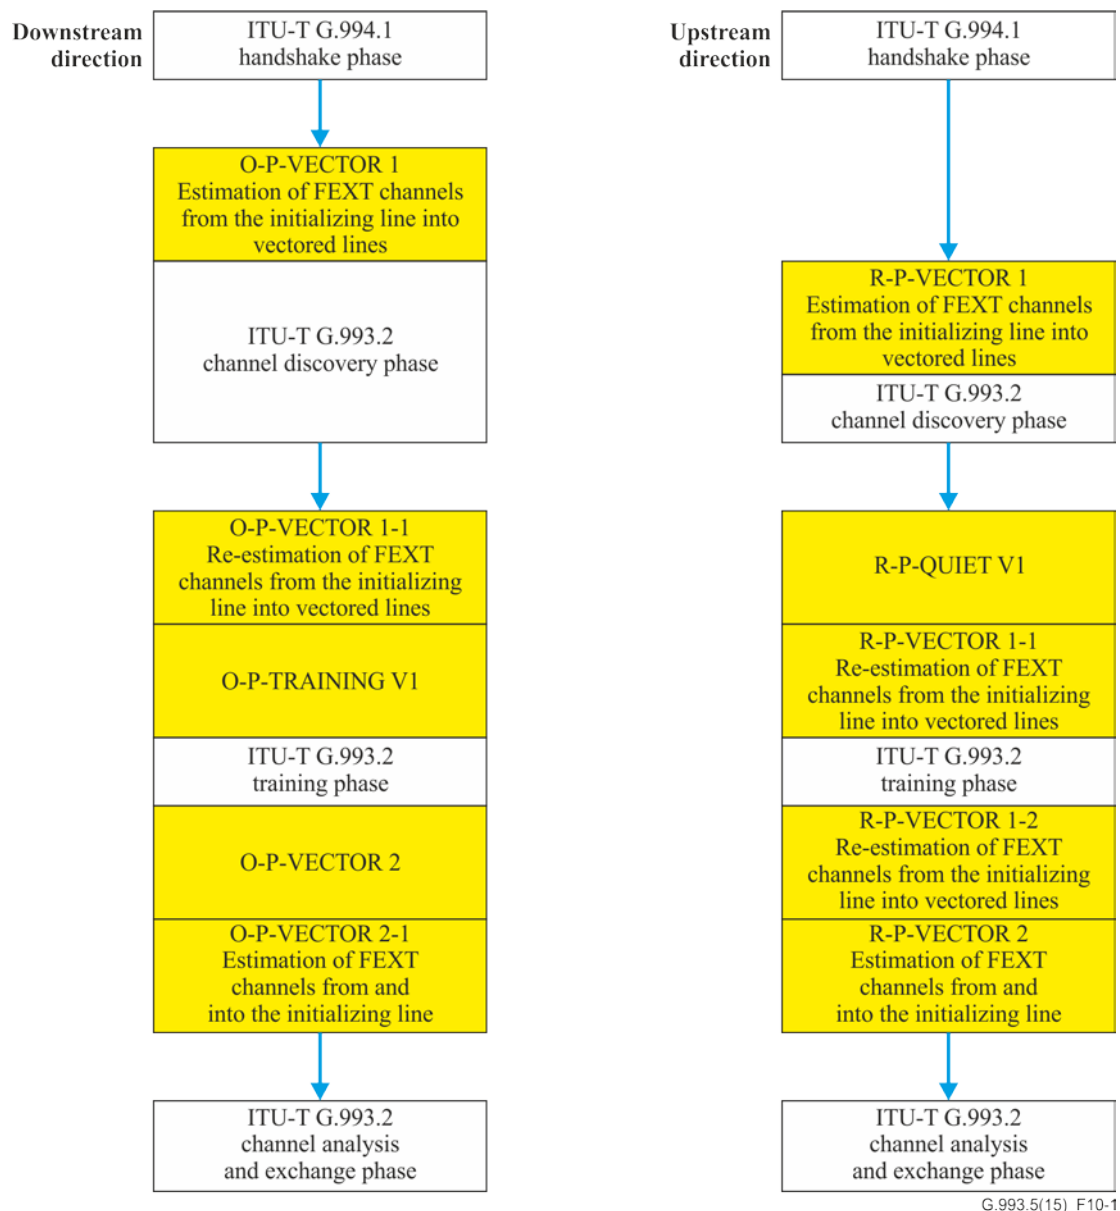 Downstream
direction
ITU-T G.994.1
handshake phase
O-P-VECTOR 1
Estimation of FEXT channels
from the initializing line into
vectored lines
ITU-T G.993.2
channel discovery phase
O-P-VECTOR 1-1
Re-estimation of FEXT
channels from the initializing
line into vectored lines
O-P-TRAINING V1
ITU-T G.993.2
training phase
O-P-VECTOR 2
O-P-VECTOR 2-1
Estimation of FEXT
channels from and
into the initializing line
ITU-T G.993.2
channel analysis
and exchange phase
Upstream
direction
ITU-T G.994.1
handshake phase
R-P-VECTOR 1
Estimation of FEXT channels
from the initializing line into
vectored lines
ITU-T G.993.2
channel discovery phase
R-P-QUIET V1
R-P-VECTOR 1-1
Re-estimation of FEXT
channels from the initializing
line into vectored lines
ITU-T G.993.2
training phase
R-P-VECTOR 1-2
Re-estimation of FEXT
channels from the initializing
line into vectored lines
R-P-VECTOR 2
Estimation of FEXT
channels from and
into the initializing line
ITU-T G.993.2
channel analysis
and exchange phase
G.993.5(15)_F10-1